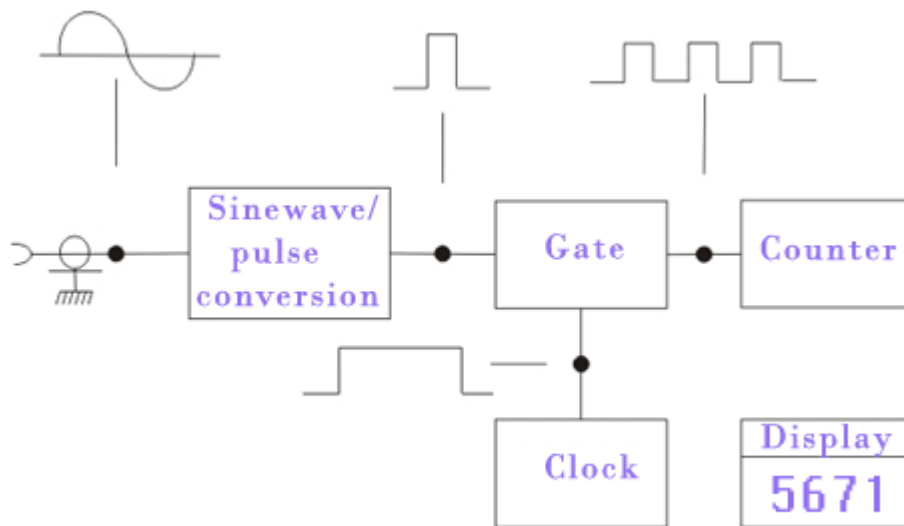 Sinewave/
pulse
conversion
Gate
Counter
Clock
Display
5671